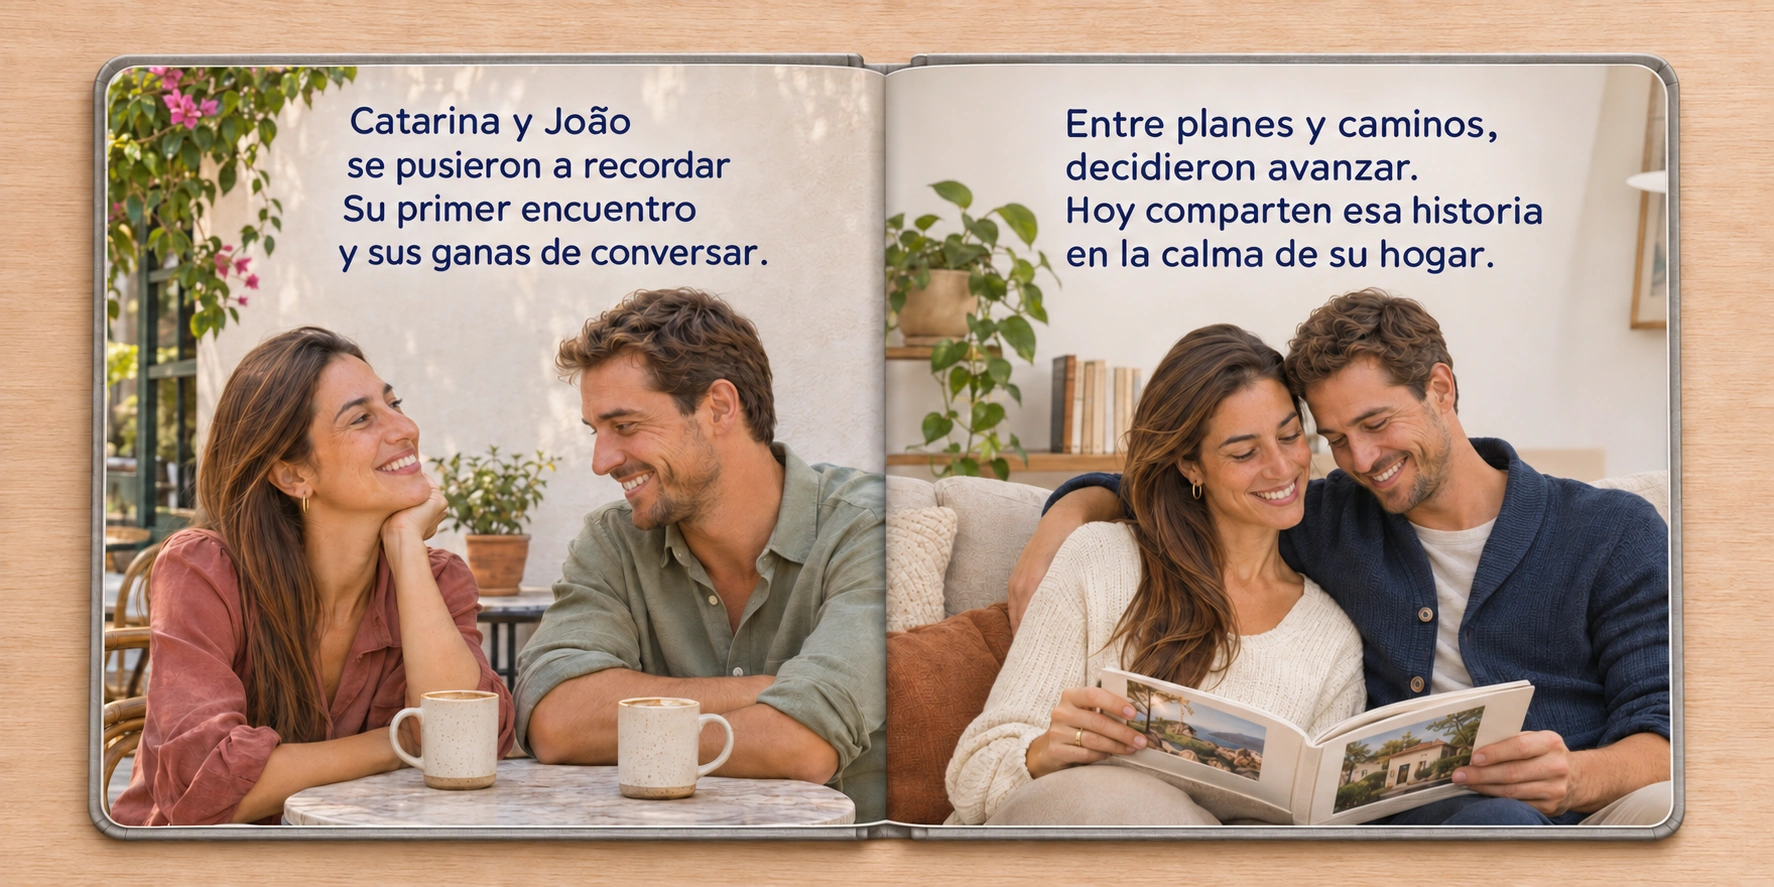 Catarina y João
se pusieron a recordar
Su primer encuentro
y sus ganas de conversar.
Entre planes y caminos,
decidieron avanzar.
Hoy comparten esa historia
en la calma de su hogar.